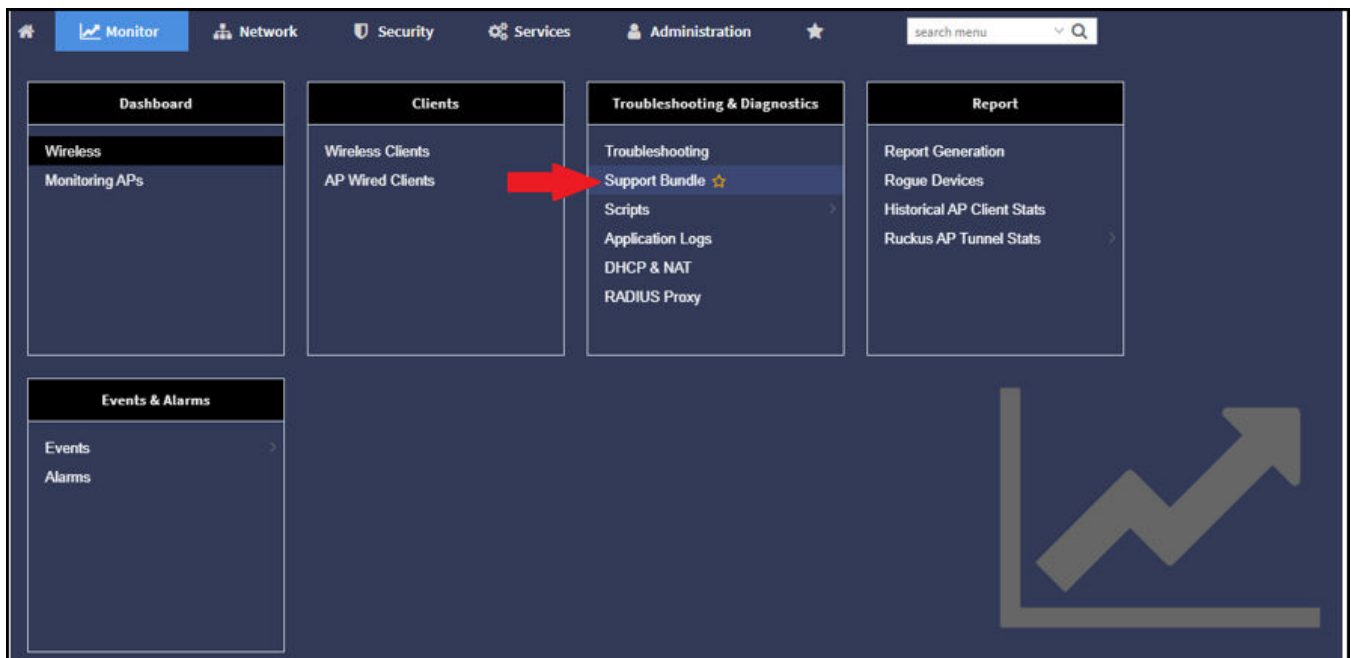 Monitor Network Security Services Administration search menu
Dashboard
Wireless
Monitoring APs
Clients
Wireless Clients
AP Wired Clients
Troubleshooting & Diagnostics
Troubleshooting
Support Bundle
Scripts
Application Logs
DHCP & NAT
RADIUS Proxy
Report
Report Generation
Rogue Devices
Historical AP Client Stats
Ruckus AP Tunnel Stats
Events & Alarms
Events
Alarms